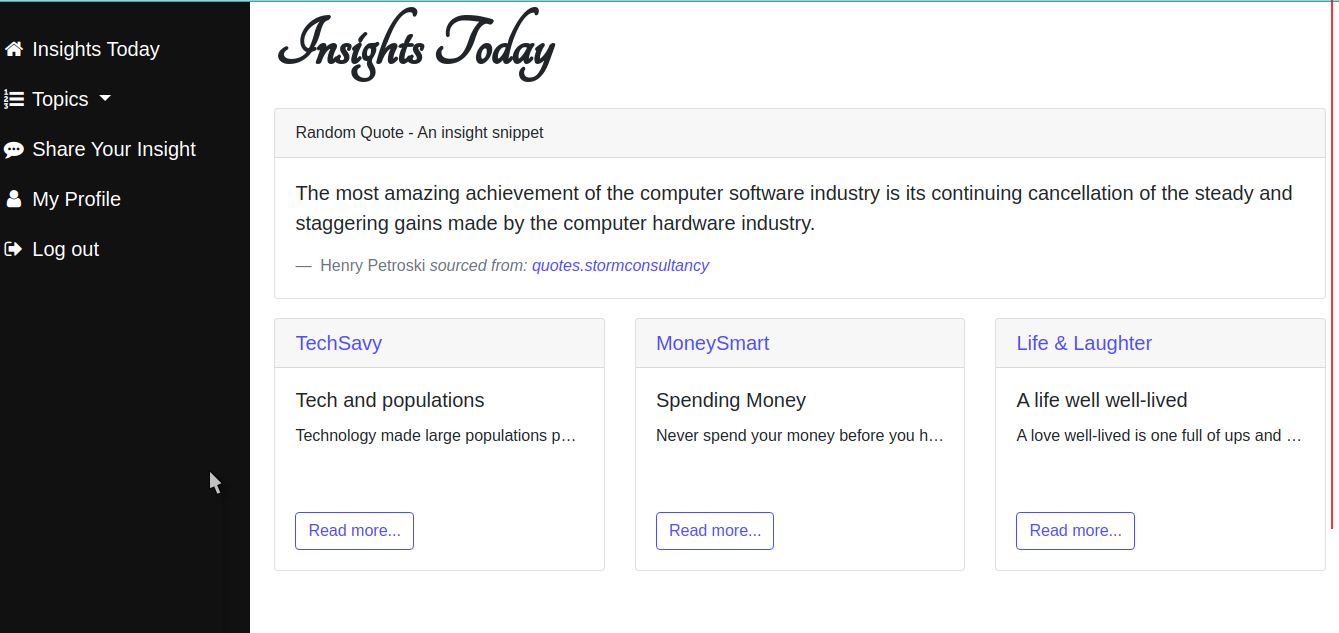 Insights Today
Topics
Share Your Insight
My Profile
Log out
Insights Today
Random Quote - An insight snippet
The most amazing achievement of the computer software industry is its continuing cancellation of the steady and
staggering gains made by the computer hardware industry.
— Henry Petroski sourced from: quotes.stormconsultancy
TechSavy
Tech and populations
Technology made large populations p…
Read more...
MoneySmart
Spending Money
Never spend your money before you h…
Read more...
Life & Laughter
A life well well-lived
A love well-lived is one full of ups and …
Read more...